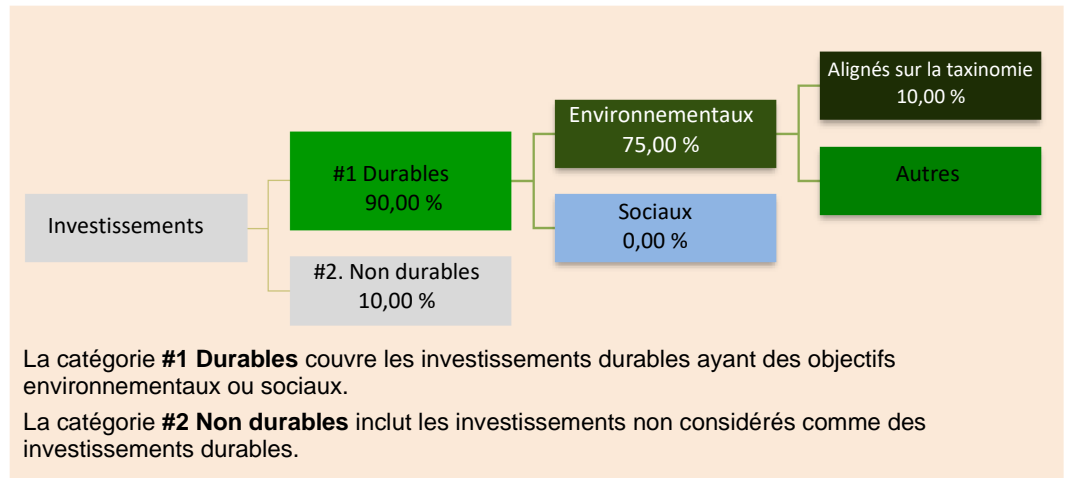 Investissements
#1 Durables
90,00 %
#2. Non durables
10,00 %
Environnementaux
75,00 %
Sociaux
0,00 %
Alignés sur la taxinomie
10,00 %
Autres
La catégorie #1 Durables couvre les investissements durables ayant des objectifs
environnementaux ou sociaux.
La catégorie #2 Non durables inclut les investissements non considérés comme des
investissements durables.